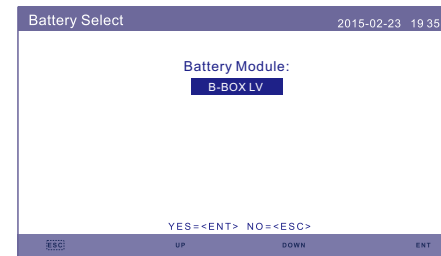 Battery Select 2015-02-23 19 35
Battery Module:
B-BOX LV
YES=<ENT> NO=<ESC>
ESC UP DOWN ENT